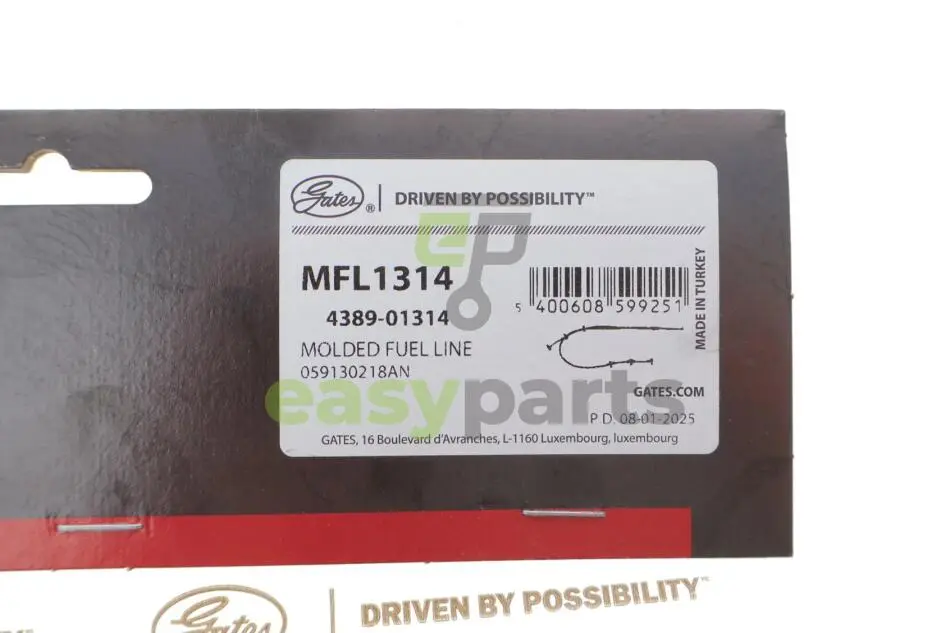 Gates® | DRIVEN BY POSSIBILITY™
EP
MFL1314
4389-01314
MOLDED FUEL LINE
059130218AN
5 400608 599251
MADE IN TURKEY
easyparts
GATES.COM
P.D. 08-01-2025
GATES, 16 Boulevard d'Avranches, L-1160 Luxembourg, luxembourg
Gates
DRIVEN BY POSSIBILITY™